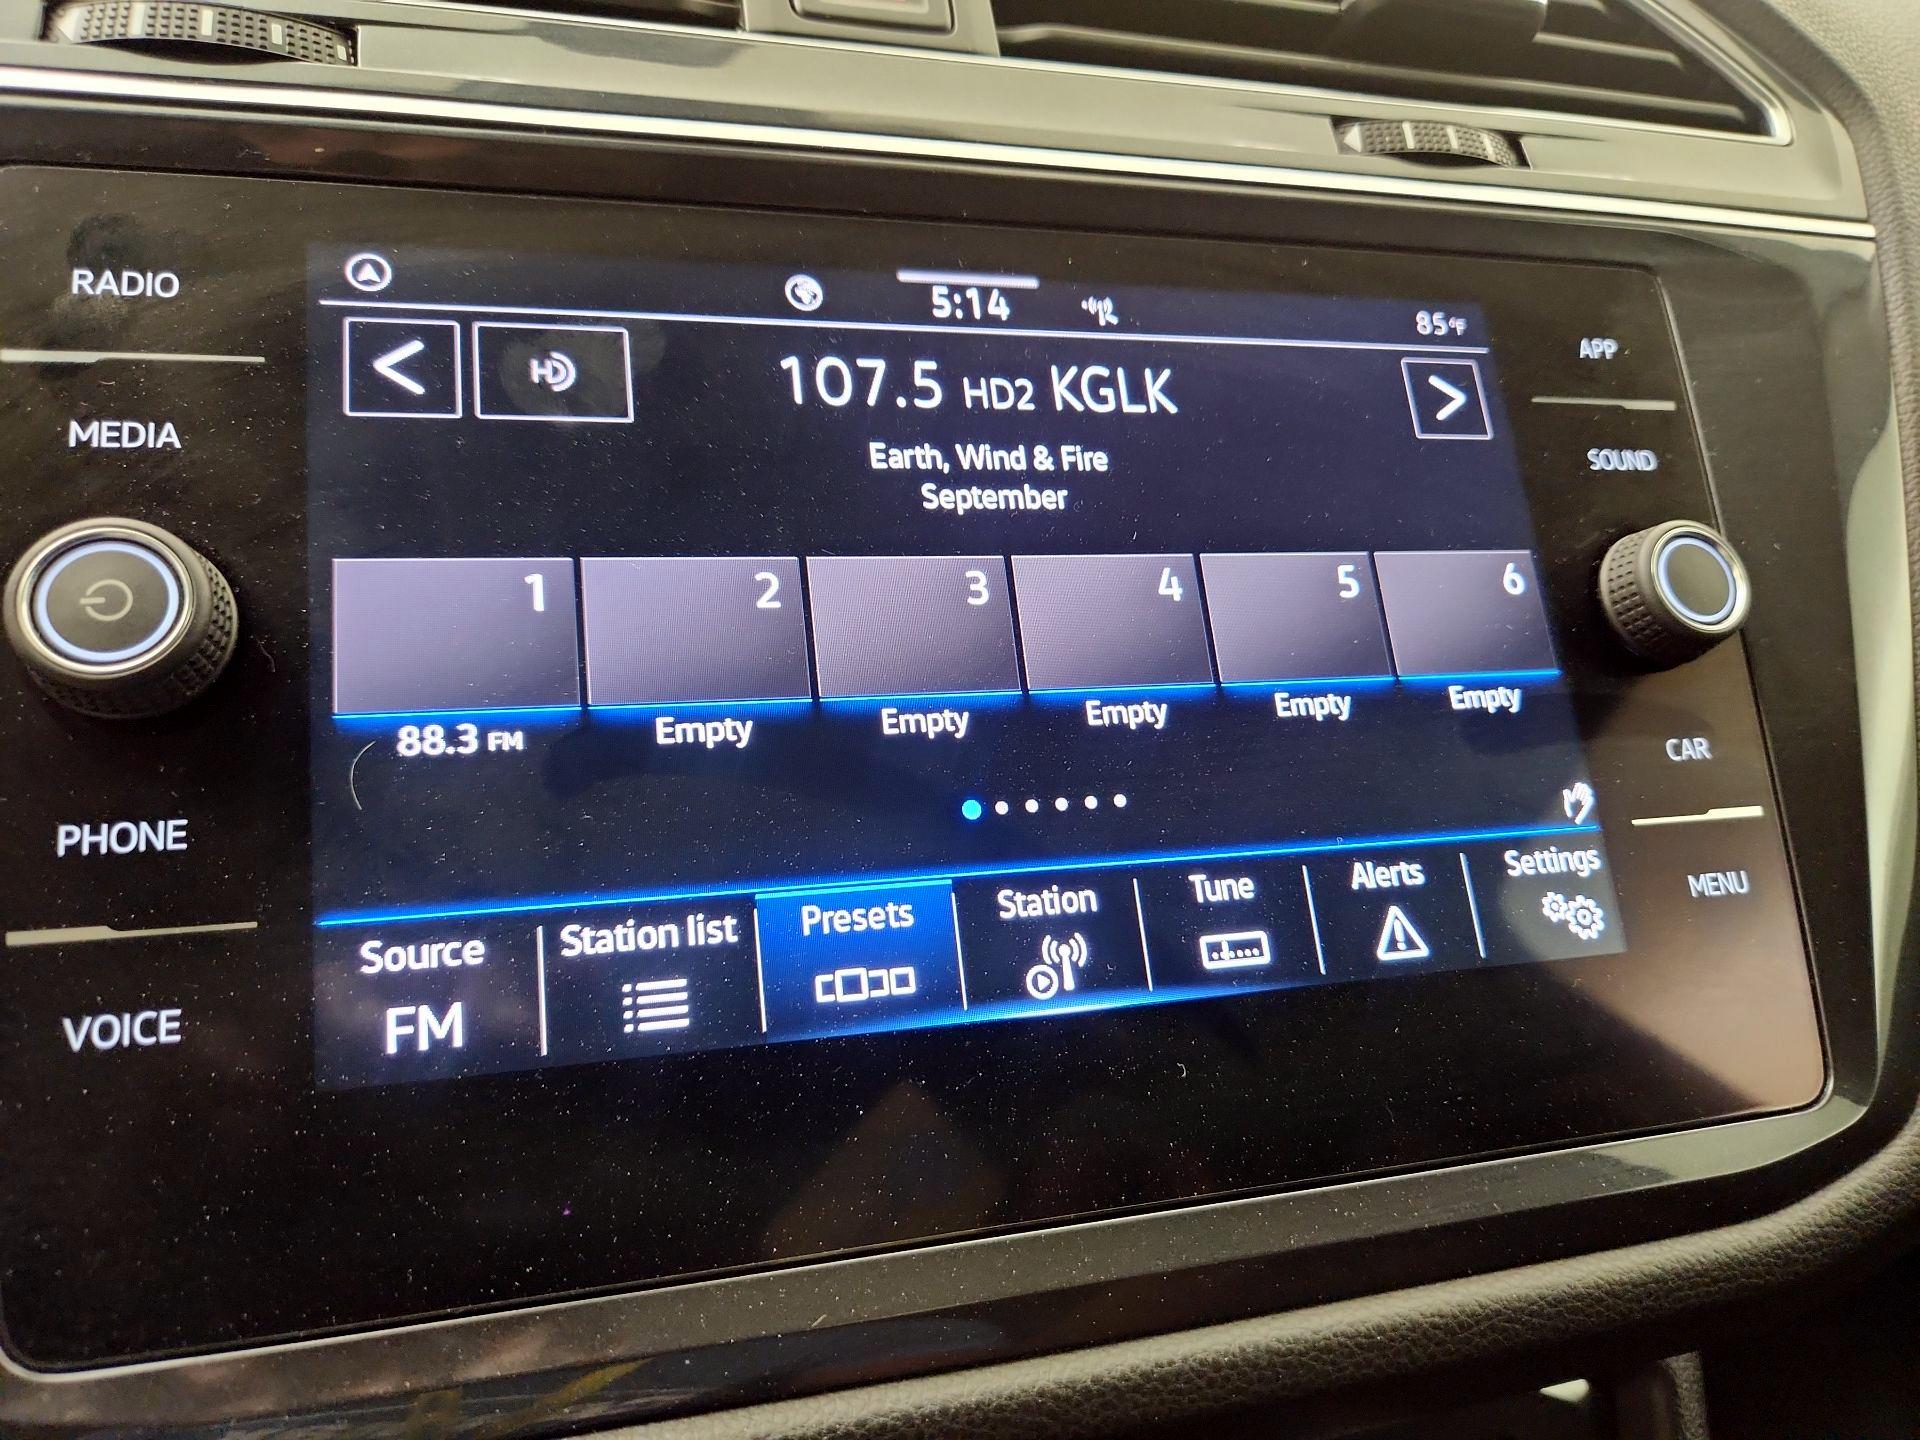 RADIO
MEDIA
PHONE
VOICE
5:14
85°F
HD
107.5 HD2 KGLK
Earth, Wind & Fire
September
1 2 3 4 5 6
88.3 FM Empty Empty Empty Empty Empty
Source Station list Presets Station Tune Alerts Settings
FM
APP
SOUND
CAR
MENU